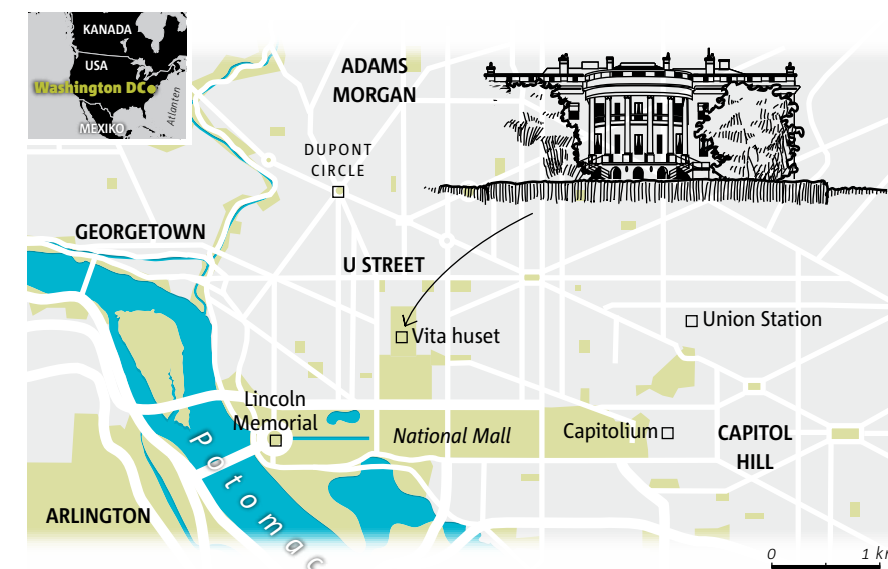 KANADA
USA
Washington DC
Atlanten
MEXIKO
ADAMS
MORGAN
DUPONT
CIRCLE
GEORGETOWN
U STREET
Union Station
Vita huset
Lincoln
Memorial
National Mall
Capitolium
CAPITOL
HILL
Potomac
ARLINGTON
0 1 km